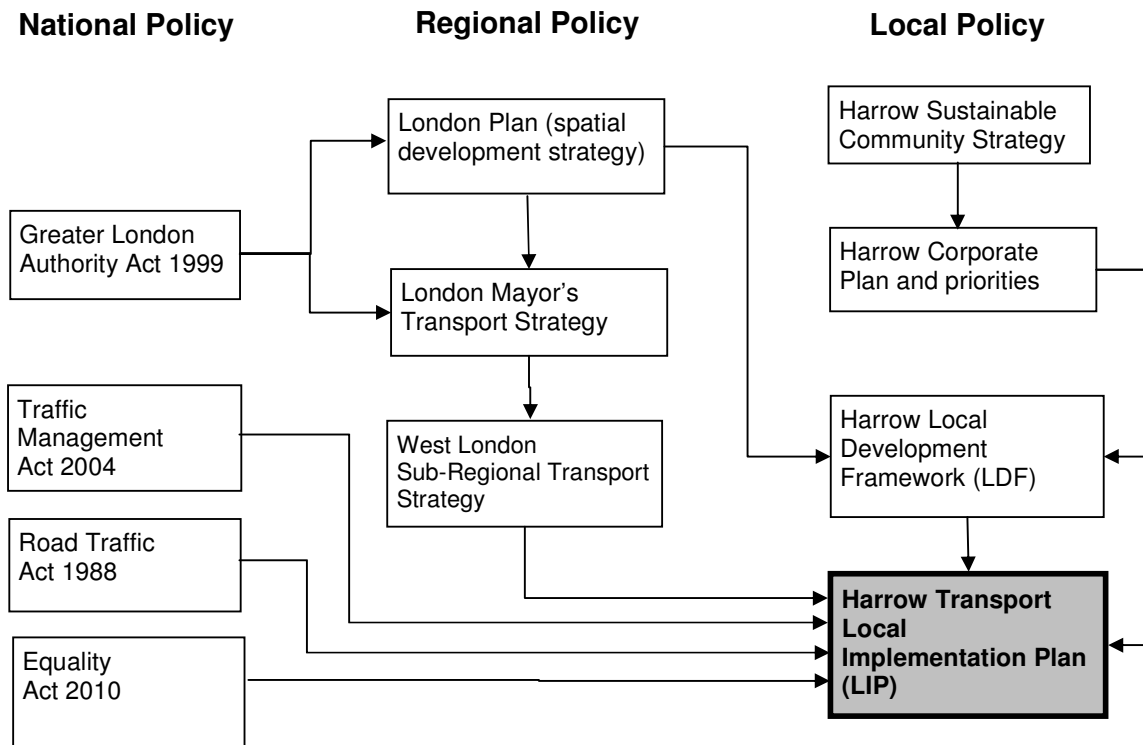 National Policy
Regional Policy
Local Policy
London Plan (spatial
development strategy)
Harrow Sustainable
Community Strategy
Greater London
Authority Act 1999
Harrow Corporate
Plan and priorities
London Mayor's
Transport Strategy
Traffic
Management
Act 2004
West London
Sub-Regional Transport
Strategy
Harrow Local
Development
Framework (LDF)
Road Traffic
Act 1988
Harrow Transport
Local
Implementation Plan
(LIP)
Equality
Act 2010